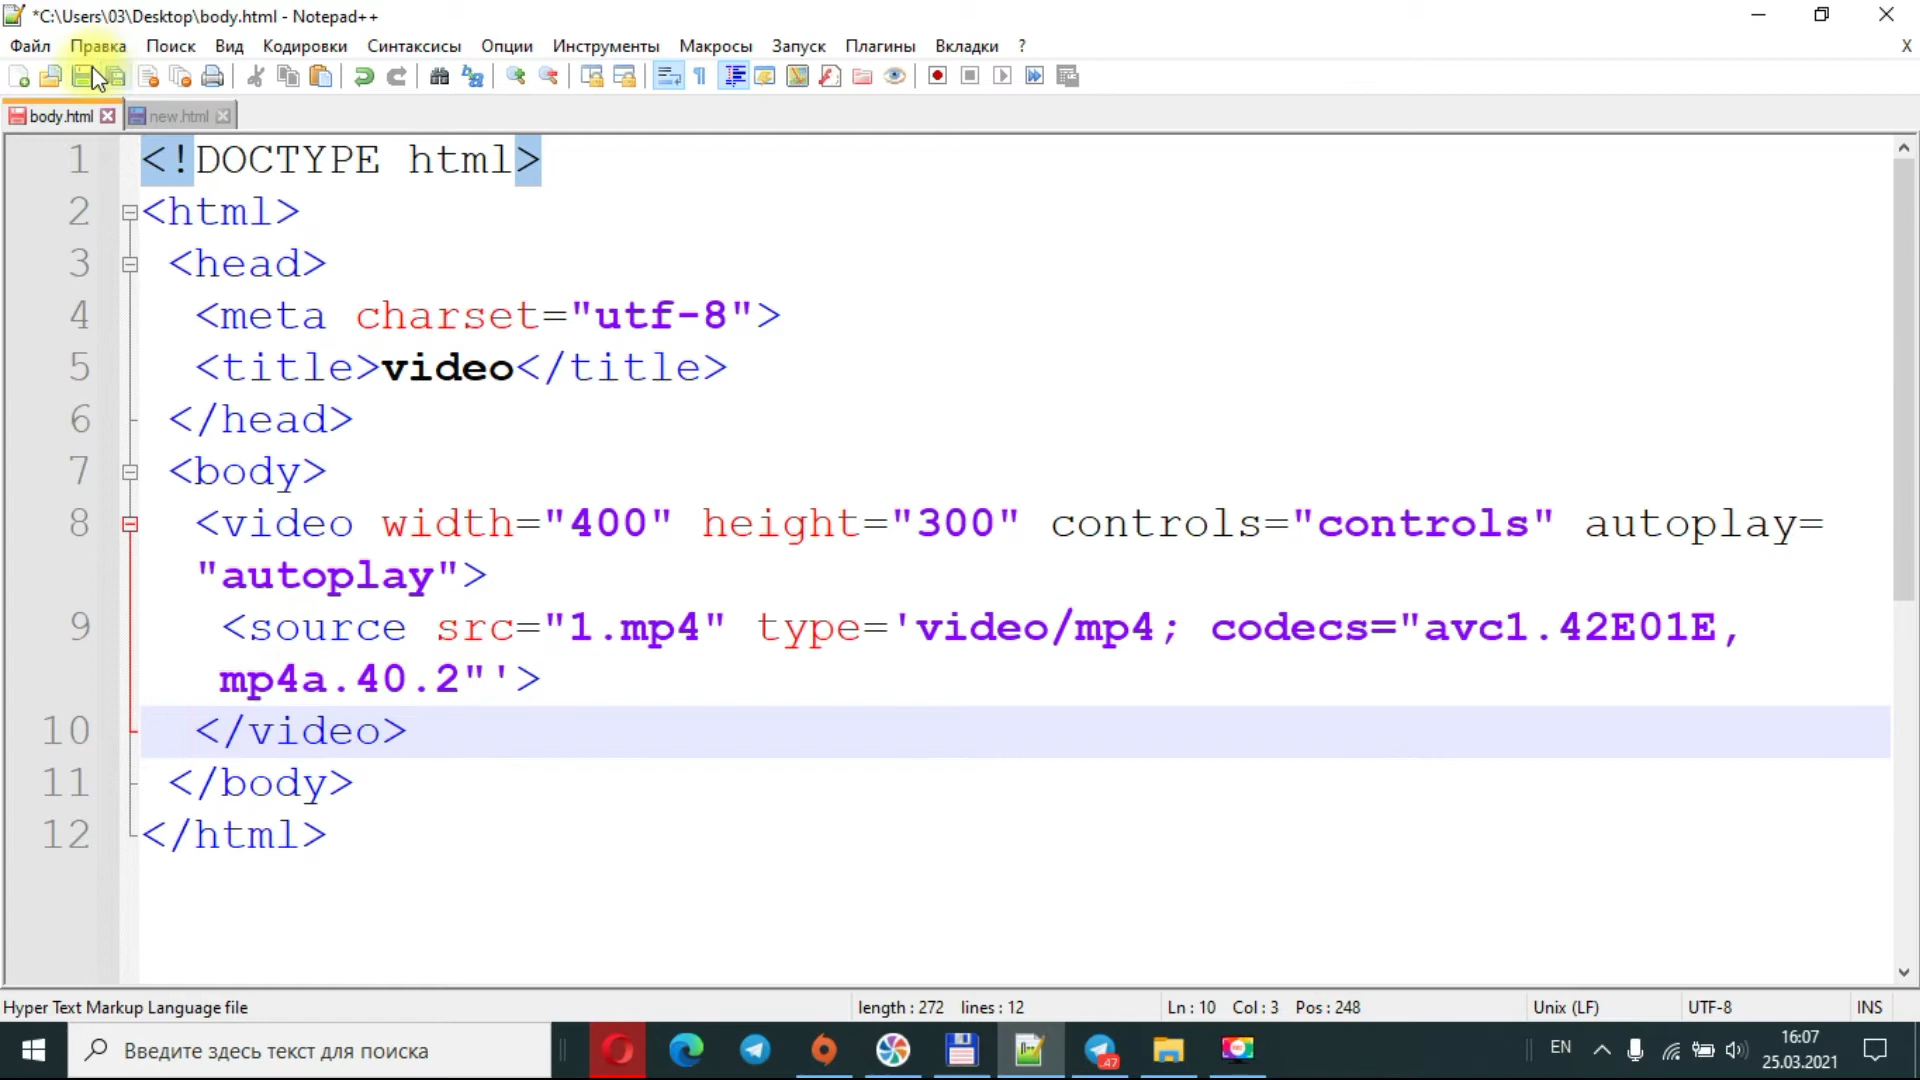 *C:\Users\03\Desktop\body.html - Notepad++
Файл Правка Поиск Вид Кодировки Синтаксисы Опции Инструменты Макросы Запуск Плагины Вкладки ? X
body.html new.html
1 <!DOCTYPE html>
2 <html>
3 <head>
4 <meta charset="utf-8">
5 <title>video</title>
6 </head>
7 <body>
8 <video width="400" height="300" controls="controls" autoplay=
"autoplay">
9 <source src="1.mp4" type='video/mp4; codecs="avc1.42E01E,
mp4a.40.2"'>
10 </video>
11 </body>
12 </html>
Hyper Text Markup Language file length : 272 lines : 12 Ln : 10 Col : 3 Pos : 248 Unix (LF) UTF-8 INS
Введите здесь текст для поиска
47
EN
16:07
25.03.2021